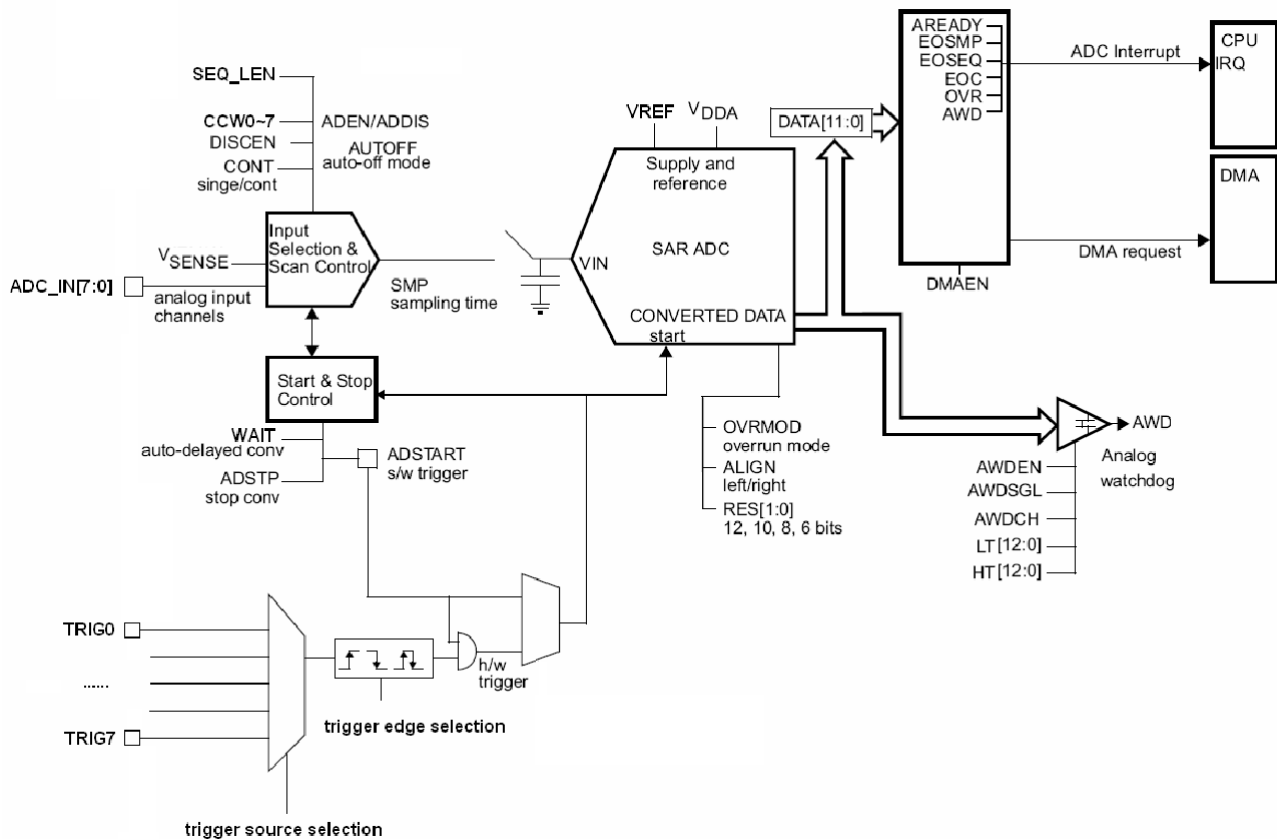 SEQ_LEN
CCW0~7
DISCEN
CONT
singe/cont
ADEN/ADDIS
AUTOFF
auto-off mode
Input
Selection &
Scan Control
VSENSE
ADC_IN[7:0]
analog input
channels
SMP
sampling time
VREF
VDDA
Supply and
reference
SAR ADC
VIN
CONVERTED DATA
start
DATA[11:0]
AREADY
EOSMP
EOSEQ
EOC
OVR
AWD
ADC Interrupt
CPU
IRQ
DMA
DMA request
DMAEN
Start & Stop
Control
WAIT
auto-delayed conv
ADSTP
stop conv
ADSTART
s/w trigger
OVRMOD
overrun mode
ALIGN
left/right
RES[1:0]
12, 10, 8, 6 bits
AWD
Analog
watchdog
AWDEN
AWDSGL
AWDCH
LT[12:0]
HT[12:0]
TRIG0
......
TRIG7
h/w
trigger
trigger edge selection
trigger source selection